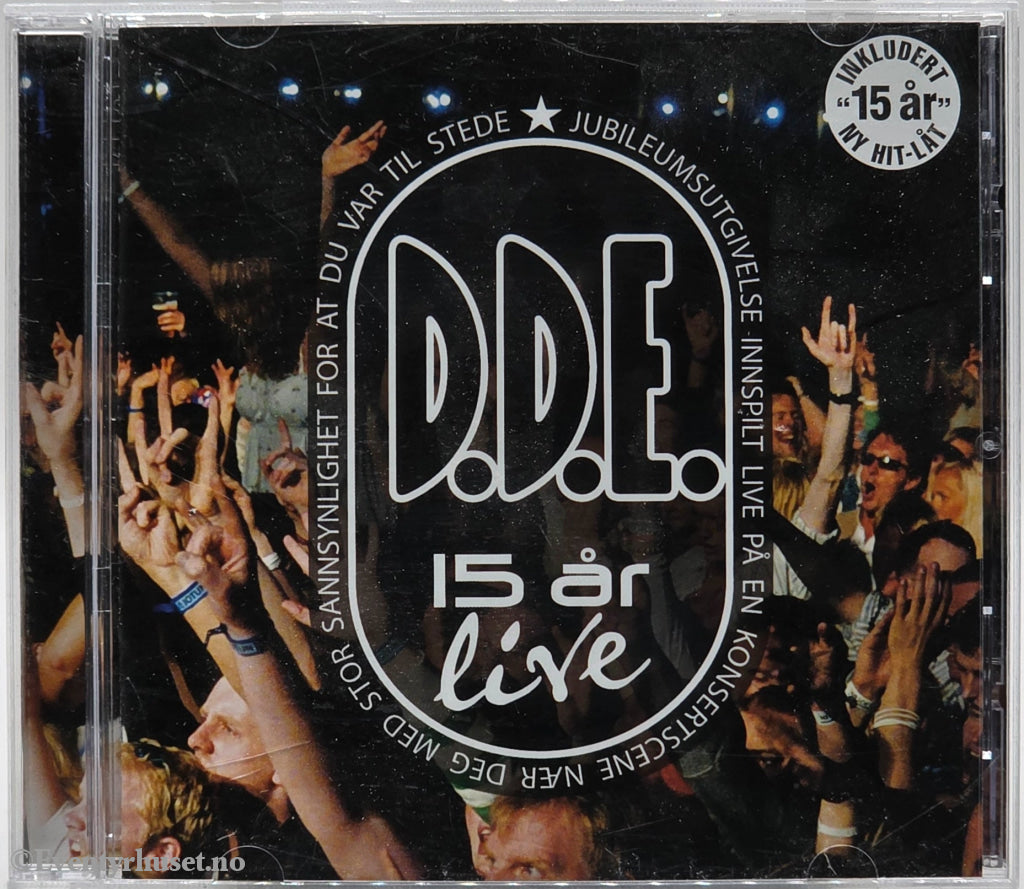 INKLUDERT
"15 år"
NY HIT-LÅT
★ JUBILEUMSUTGIVELSE INNSPILT LIVE PÅ EN KONSERTSCENE NÆR DEG MED STOR SANNSYNLIGHET FOR AT DU VAR TIL STEDE
D.D.E.
15 år
live
©Eventyrhuset.no